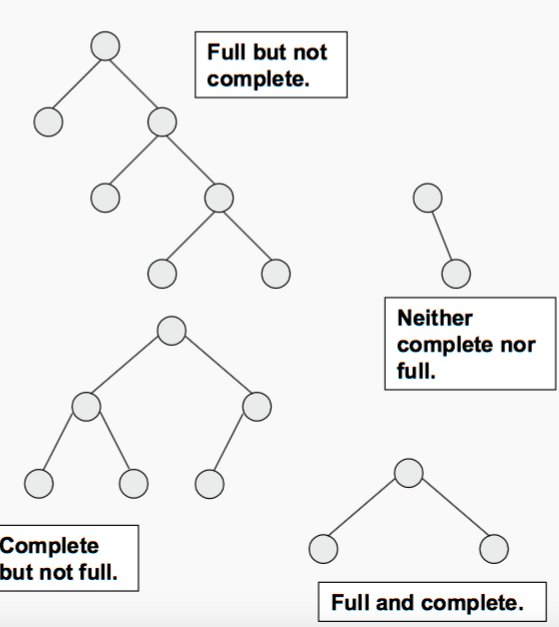 Full but not
complete.
Neither
complete nor
full.
Complete
but not full.
Full and complete.